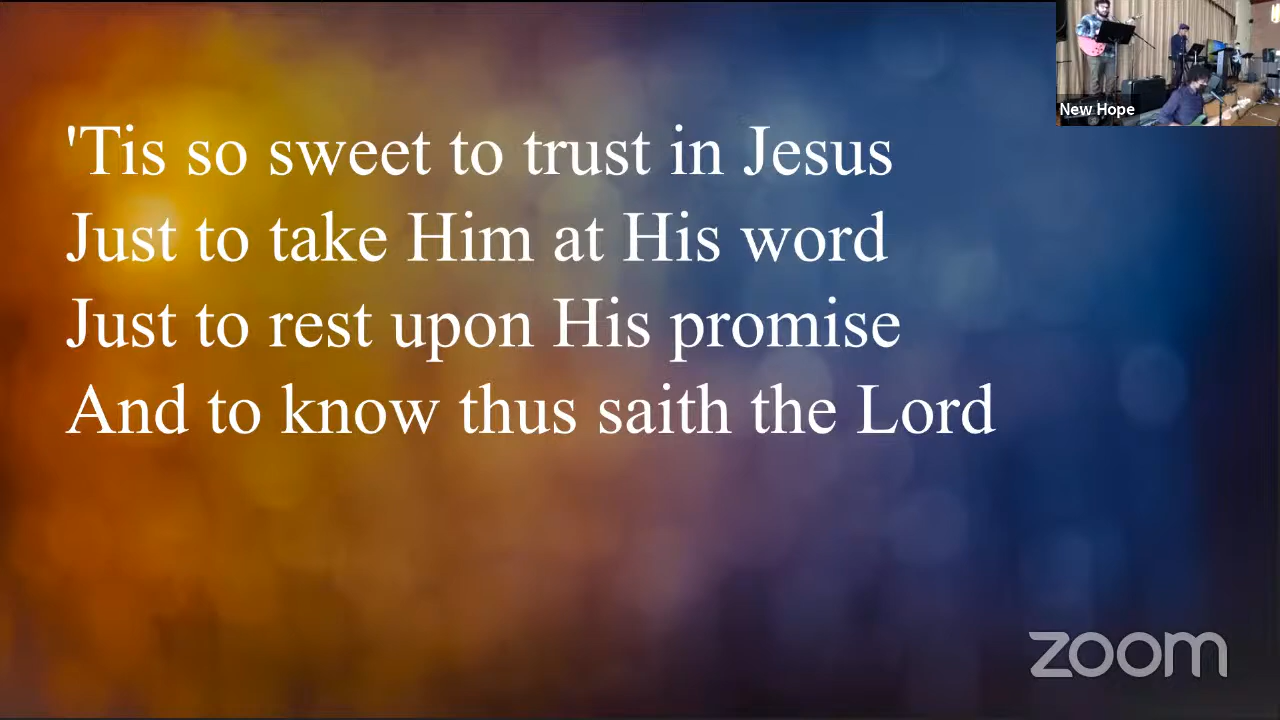 New Hope
'Tis so sweet to trust in Jesus
Just to take Him at His word
Just to rest upon His promise
And to know thus saith the Lord
zoom